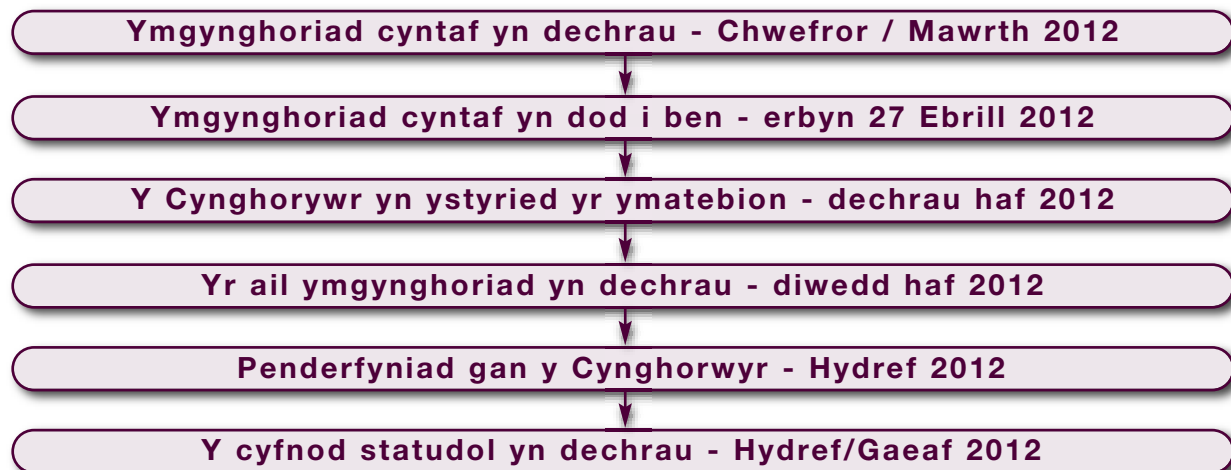 Ymgynghoriad cyntaf yn dechrau - Chwefror / Mawrth 2012
Ymgynghoriad cyntaf yn dod i ben - erbyn 27 Ebrill 2012
Y Cynghorywr yn ystyried yr ymatebion - dechrau haf 2012
Yr ail ymgynghoriad yn dechrau - diwedd haf 2012
Penderfyniad gan y Cynghorwyr - Hydref 2012
Y cyfnod statudol yn dechrau - Hydref/Gaeaf 2012